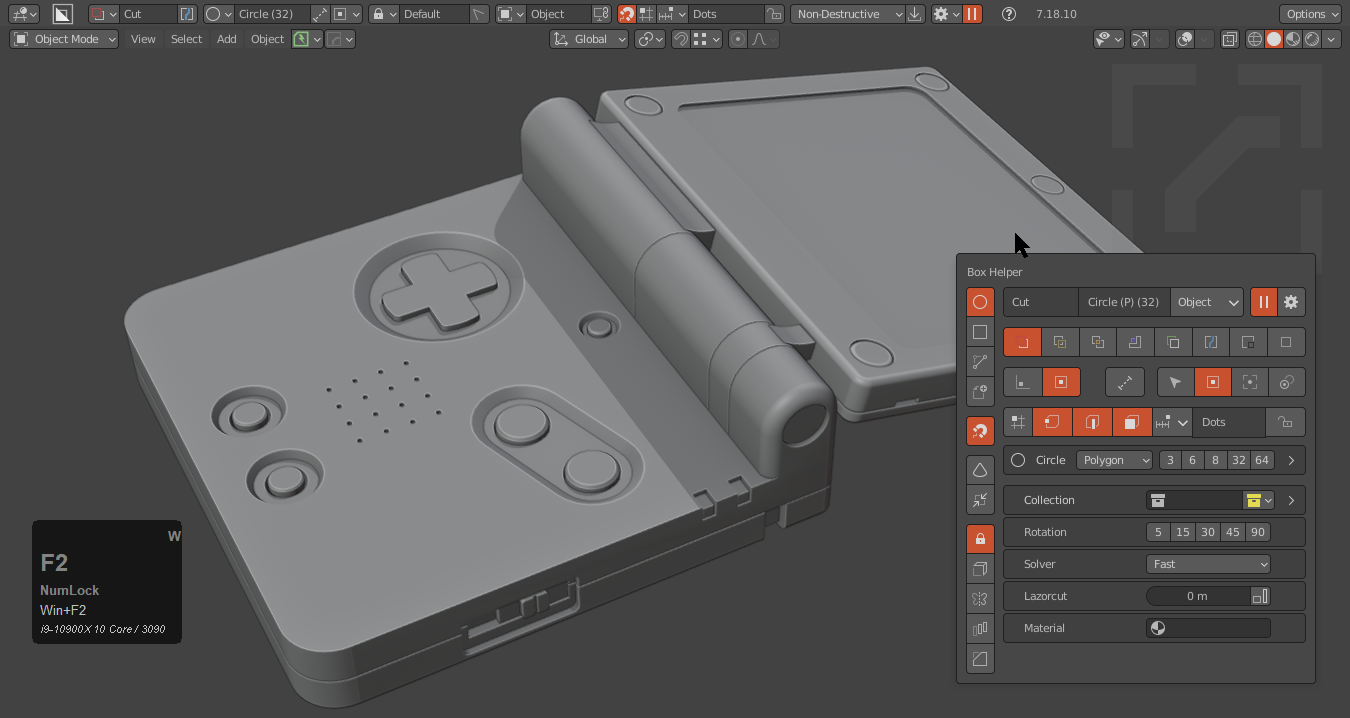 Cut Circle (32) Default Object Dots Non-Destructive 7.18.10 Options
Object Mode View Select Add Object Global
Box Helper
Cut Circle (P) (32) Object
Dots
Circle Polygon 3 6 8 32 64
Collection
Rotation 5 15 30 45 90
Solver Fast
Lazorcut 0 m
Material
W
F2
NumLock
Win+F2
i9-10900X 10 Core / 3090